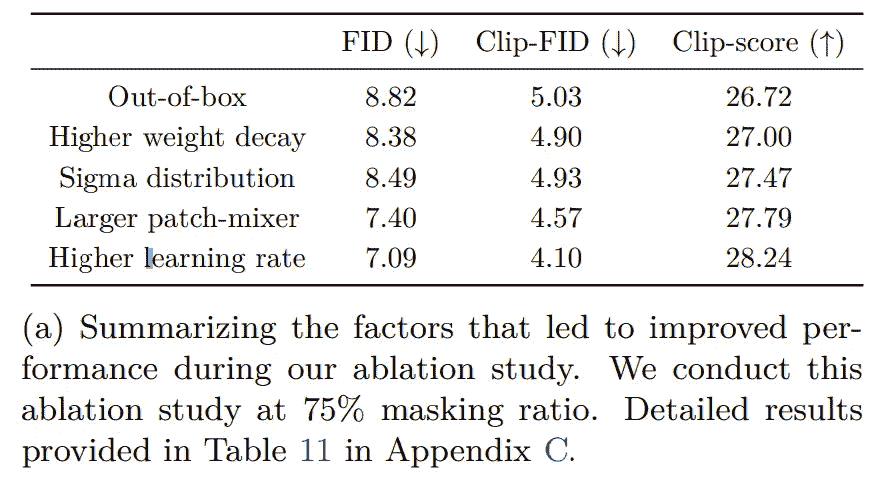 FID (↓) Clip-FID (↓) Clip-score (↑)
Out-of-box 8.82 5.03 26.72
Higher weight decay 8.38 4.90 27.00
Sigma distribution 8.49 4.93 27.47
Larger patch-mixer 7.40 4.57 27.79
Higher learning rate 7.09 4.10 28.24
(a) Summarizing the factors that led to improved per-
formance during our ablation study. We conduct this
ablation study at 75% masking ratio. Detailed results
provided in Table 11 in Appendix C.